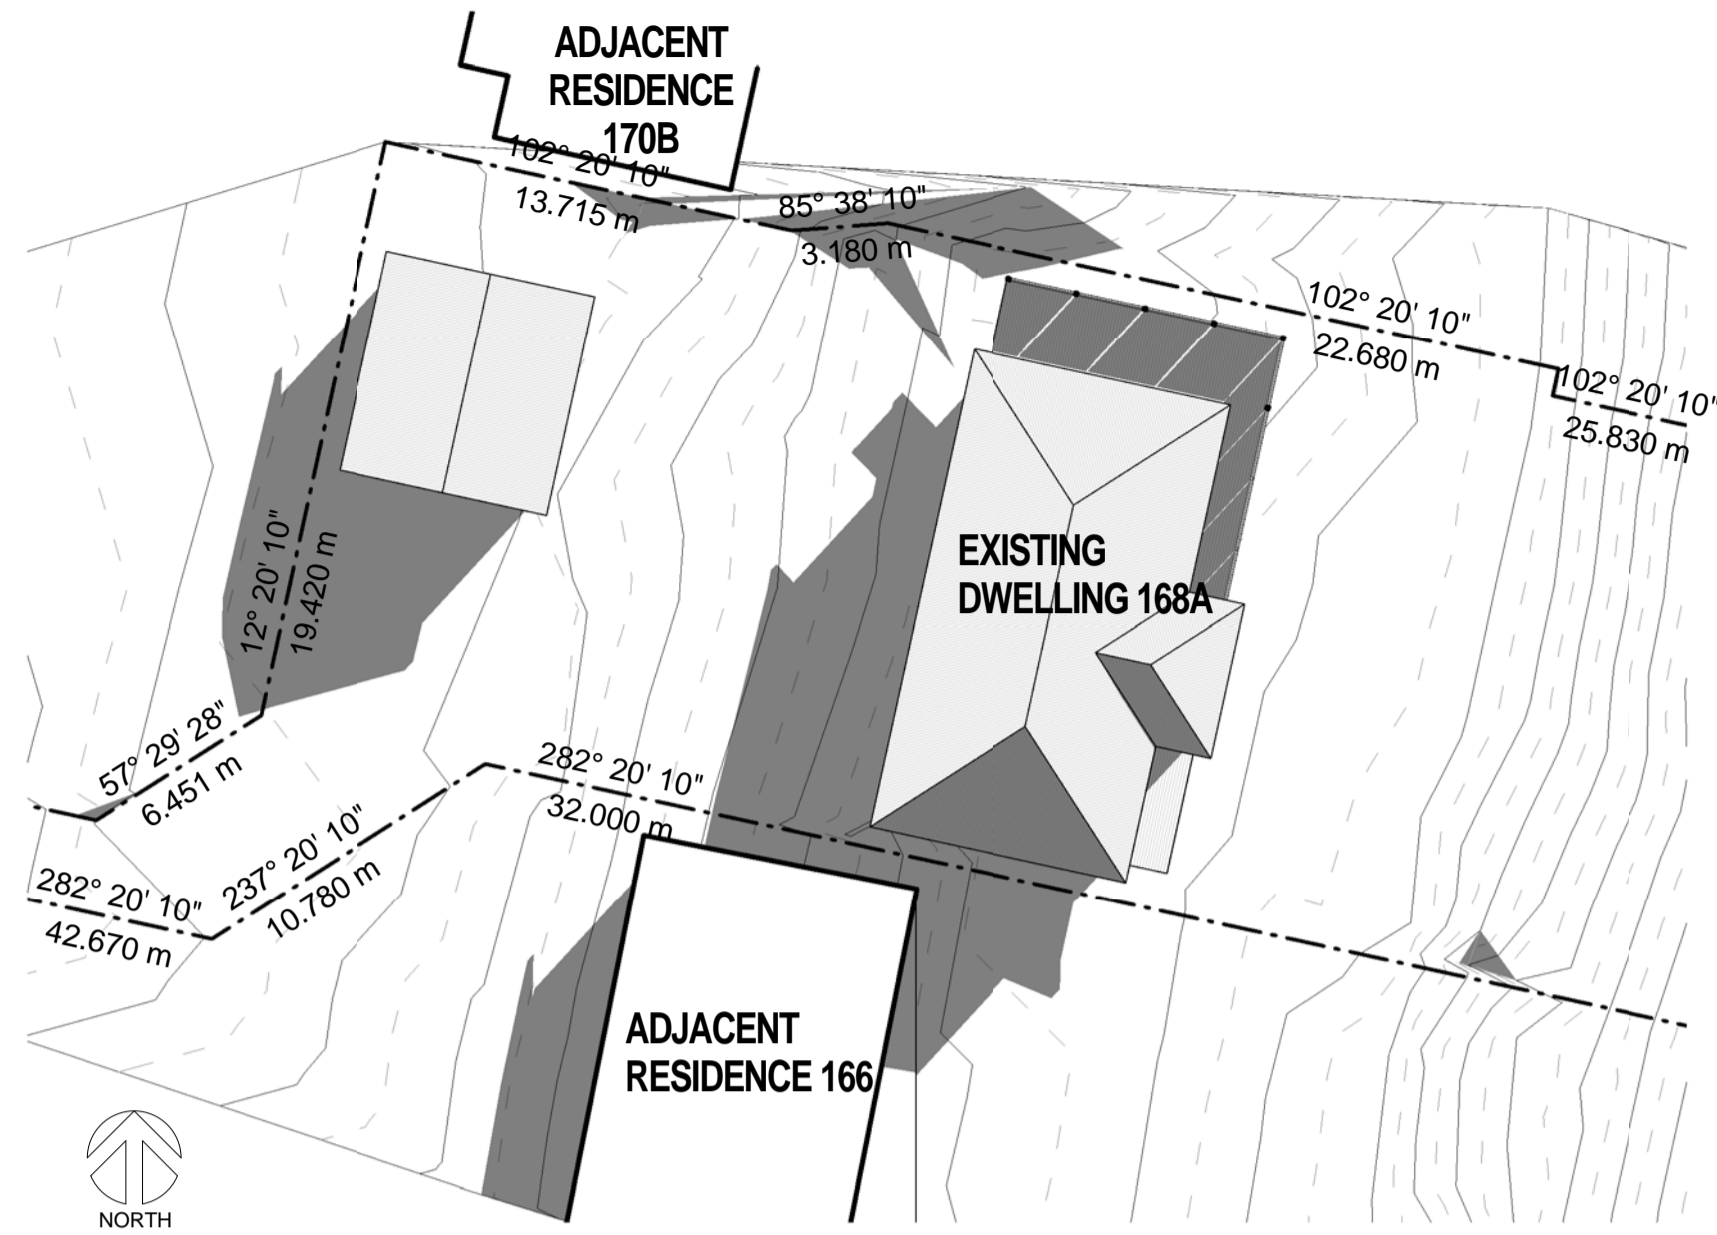 ADJACENT
RESIDENCE
170B
102° 20' 10"
13.715 m
85° 38' 10"
3.180 m
102° 20' 10"
22.680 m
102° 20' 10"
25.830 m
12° 20' 10"
19.420 m
EXISTING
DWELLING 168A
57° 29' 28"
6.451 m
282° 20' 10"
32.000 m
237° 20' 10"
10.780 m
282° 20' 10"
42.670 m
ADJACENT
RESIDENCE 166
NORTH